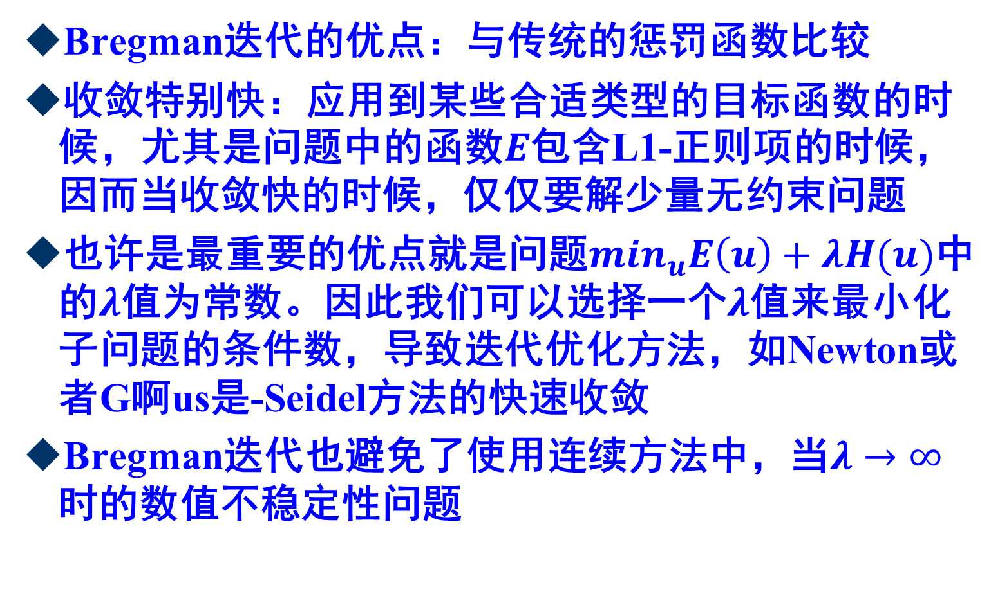 ◆Bregman迭代的优点：与传统的惩罚函数比较
◆收敛特别快：应用到某些合适类型的目标函数的时
候，尤其是问题中的函数E包含L1-正则项的时候，
因而当收敛快的时候，仅仅要解少量无约束问题
◆也许是最重要的优点就是问题min_u E(u) + λH(u)中
的λ值为常数。因此我们可以选择一个λ值来最小化
子问题的条件数，导致迭代优化方法，如Newton或
者G啊us是-Seidel方法的快速收敛
◆Bregman迭代也避免了使用连续方法中，当λ → ∞
时的数值不稳定性问题